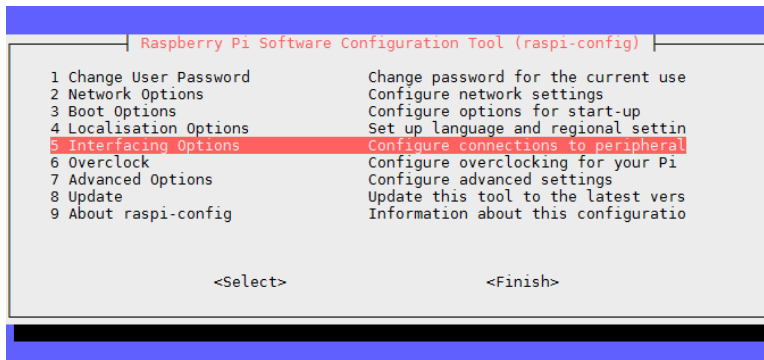 Raspberry Pi Software Configuration Tool (raspi-config)
1 Change User Password Change password for the current use
2 Network Options Configure network settings
3 Boot Options Configure options for start-up
4 Localisation Options Set up language and regional settin
5 Interfacing Options Configure connections to peripheral
6 Overclock Configure overclocking for your Pi
7 Advanced Options Configure advanced settings
8 Update Update this tool to the latest vers
9 About raspi-config Information about this configuratio
<Select> <Finish>